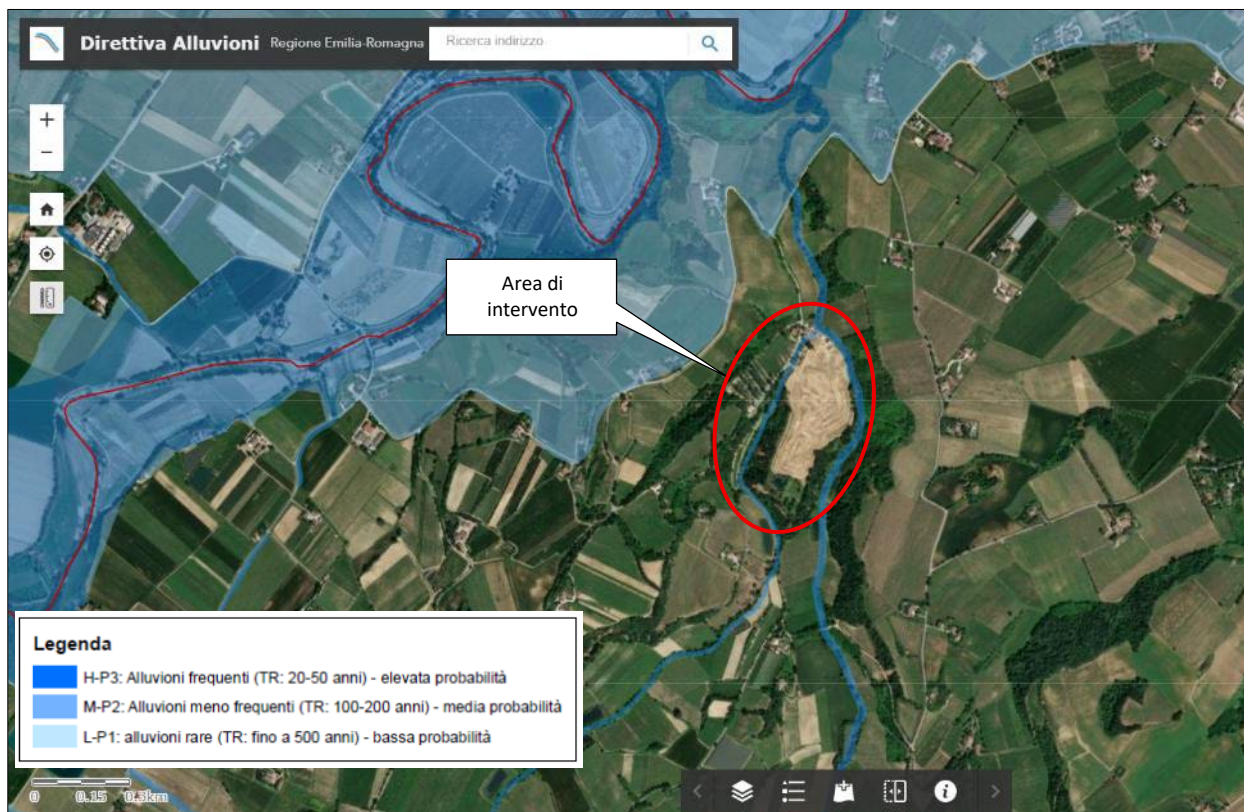 Direttiva Alluvioni Regione Emilia-Romagna Ricerca indirizzo
+
−
Area di
intervento
Legenda
H-P3: Alluvioni frequenti (TR: 20-50 anni) - elevata probabilità
M-P2: Alluvioni meno frequenti (TR: 100-200 anni) - media probabilità
L-P1: alluvioni rare (TR: fino a 500 anni) - bassa probabilità
0 0.15 0.3km